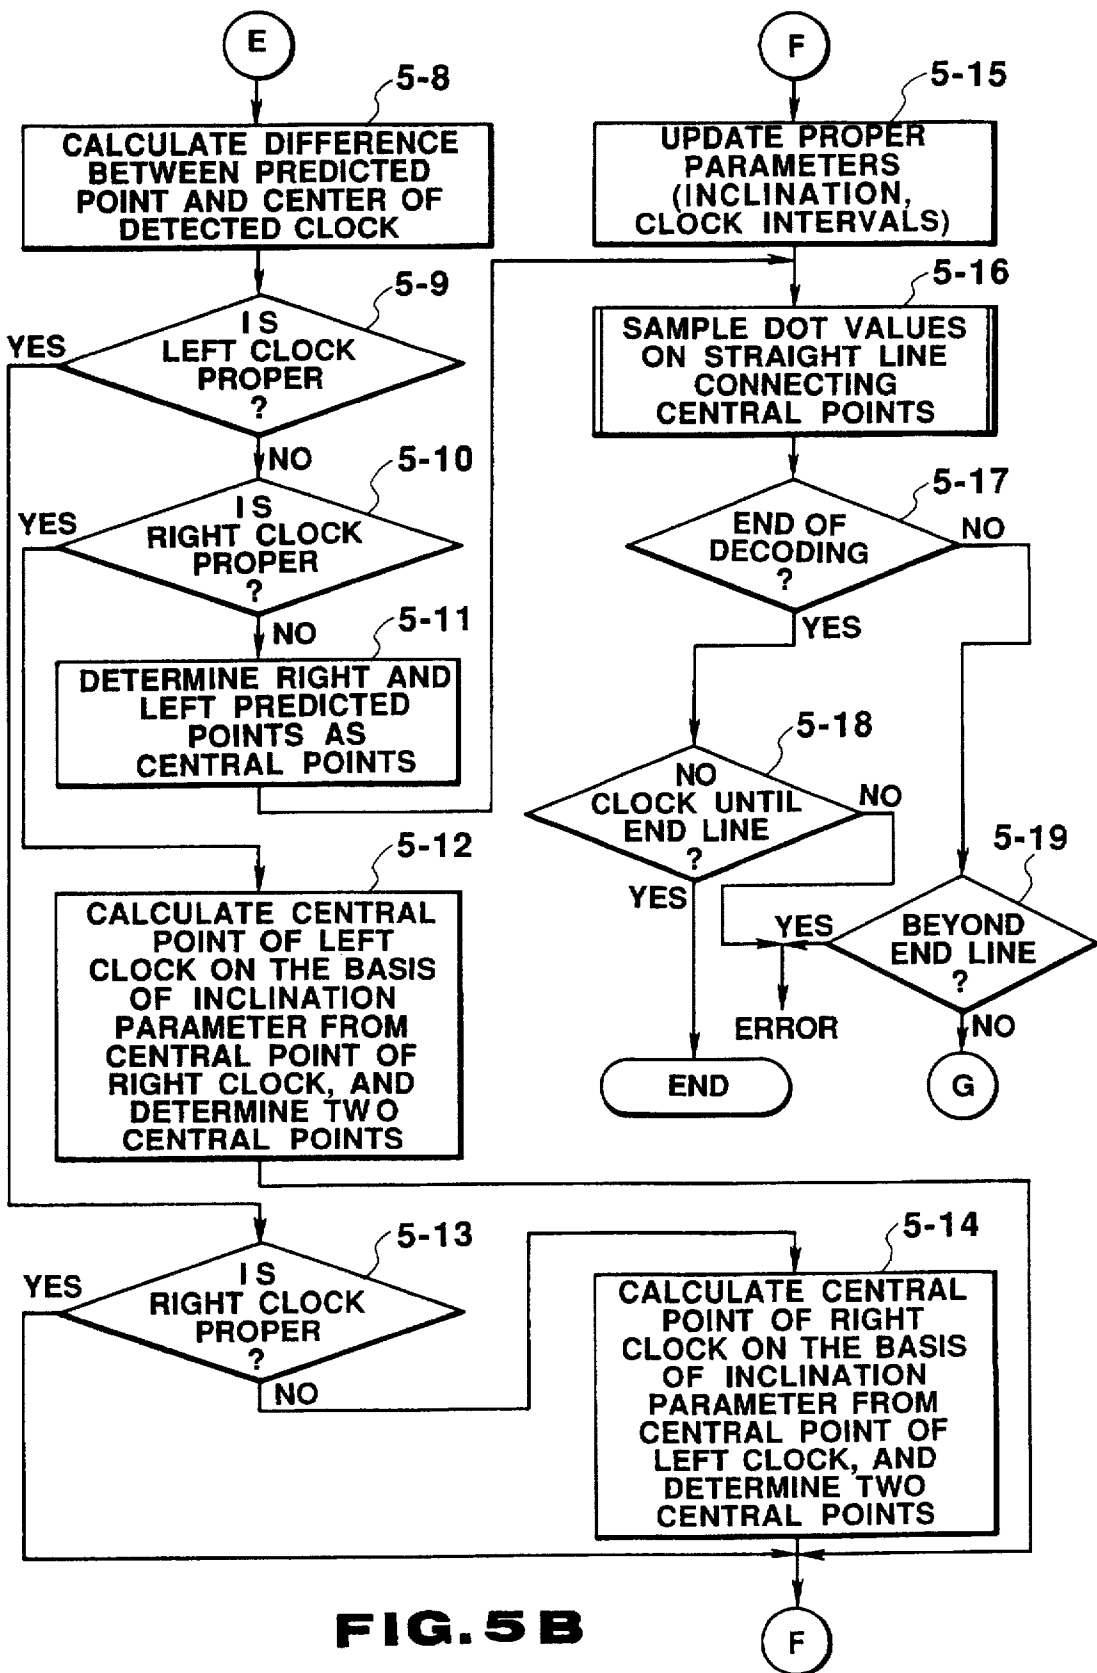 E
5-8
CALCULATE DIFFERENCE
BETWEEN PREDICTED
POINT AND CENTER OF
DETECTED CLOCK
5-9
IS
LEFT CLOCK
PROPER
?
YES
NO
5-10
IS
RIGHT CLOCK
PROPER
?
YES
NO
5-11
DETERMINE RIGHT AND
LEFT PREDICTED
POINTS AS
CENTRAL POINTS
5-12
CALCULATE CENTRAL
POINT OF LEFT
CLOCK ON THE BASIS
OF INCLINATION
PARAMETER FROM
CENTRAL POINT OF
RIGHT CLOCK, AND
DETERMINE TWO
CENTRAL POINTS
5-13
IS
RIGHT CLOCK
PROPER
?
YES
NO
5-14
CALCULATE CENTRAL
POINT OF RIGHT
CLOCK ON THE BASIS
OF INCLINATION
PARAMETER FROM
CENTRAL POINT OF
LEFT CLOCK, AND
DETERMINE TWO
CENTRAL POINTS
F
F
5-15
UPDATE PROPER
PARAMETERS
(INCLINATION,
CLOCK INTERVALS)
5-16
SAMPLE DOT VALUES
ON STRAIGHT LINE
CONNECTING
CENTRAL POINTS
5-17
END OF
DECODING
?
NO
YES
5-18
NO
CLOCK UNTIL
END LINE
?
NO
YES
5-19
BEYOND
END LINE
?
YES
NO
ERROR
END
G
FIG. 5B